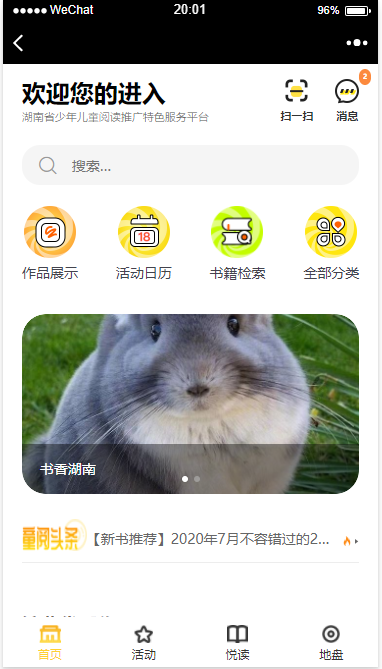 WeChat 20:01 96%
欢迎您的进入
湖南省少年儿童阅读推广特色服务平台
扫一扫 消息 2
搜索...
18
作品展示 活动日历 书籍检索 全部分类
书香湖南
童阅头条 【新书推荐】2020年7月不容错过的2...
首页 活动 悦读 地盘